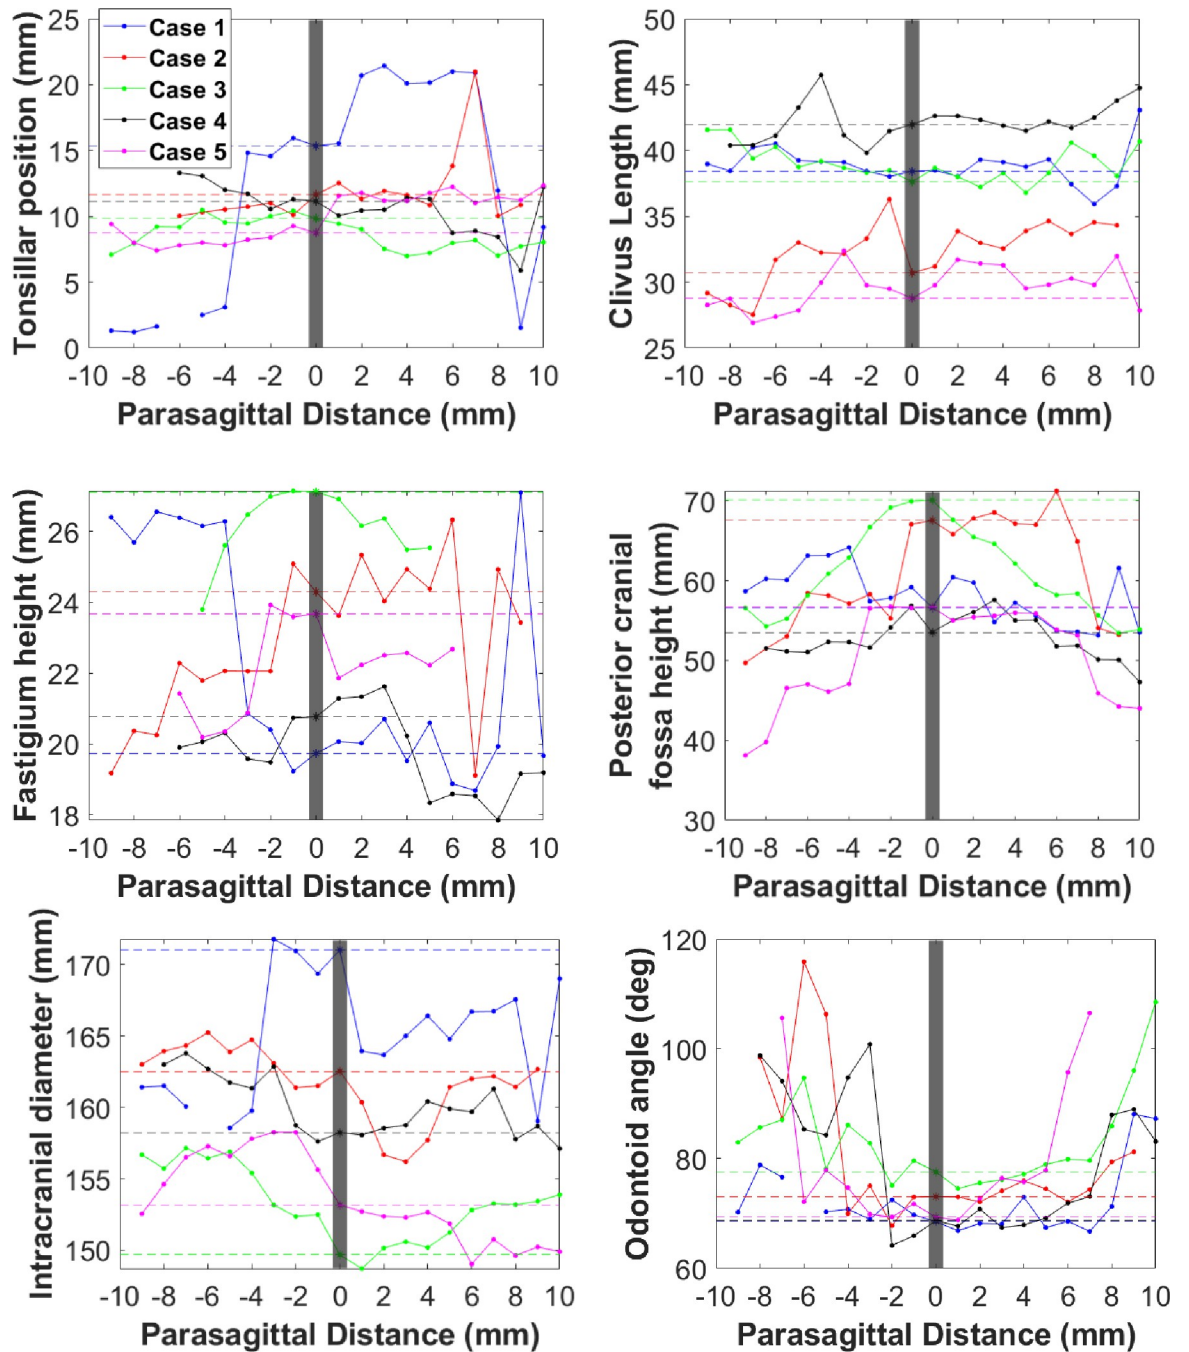 Tonsillar position (mm)
25
20
15
10
5
0
Case 1
Case 2
Case 3
Case 4
Case 5
-10 -8 -6 -4 -2 0 2 4 6 8 10
Parasagittal Distance (mm)
Clivus Length (mm)
50
45
40
35
30
25
-10 -8 -6 -4 -2 0 2 4 6 8 10
Parasagittal Distance (mm)
Fastigium height (mm)
26
24
22
20
18
-10 -8 -6 -4 -2 0 2 4 6 8 10
Parasagittal Distance (mm)
Posterior cranial
fossa height (mm)
70
60
50
40
30
-10 -8 -6 -4 -2 0 2 4 6 8 10
Parasagittal Distance (mm)
Intracranial diameter (mm)
170
165
160
155
150
-10 -8 -6 -4 -2 0 2 4 6 8 10
Parasagittal Distance (mm)
Odontoid angle (deg)
120
100
80
60
-10 -8 -6 -4 -2 0 2 4 6 8 10
Parasagittal Distance (mm)